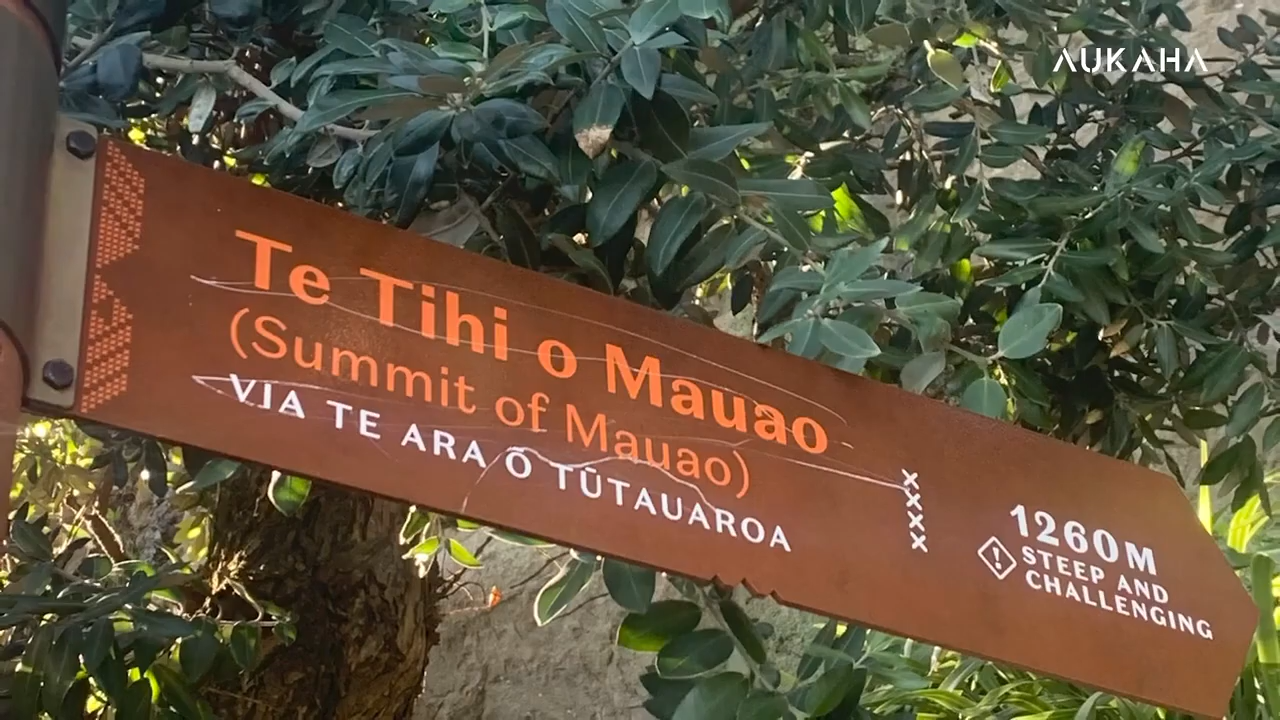 AUKAHA
Te Tihi o Mauao
(Summit of Mauao)
VIA TE ARA Ō TŪTAUAROA
1260M
STEEP AND
CHALLENGING